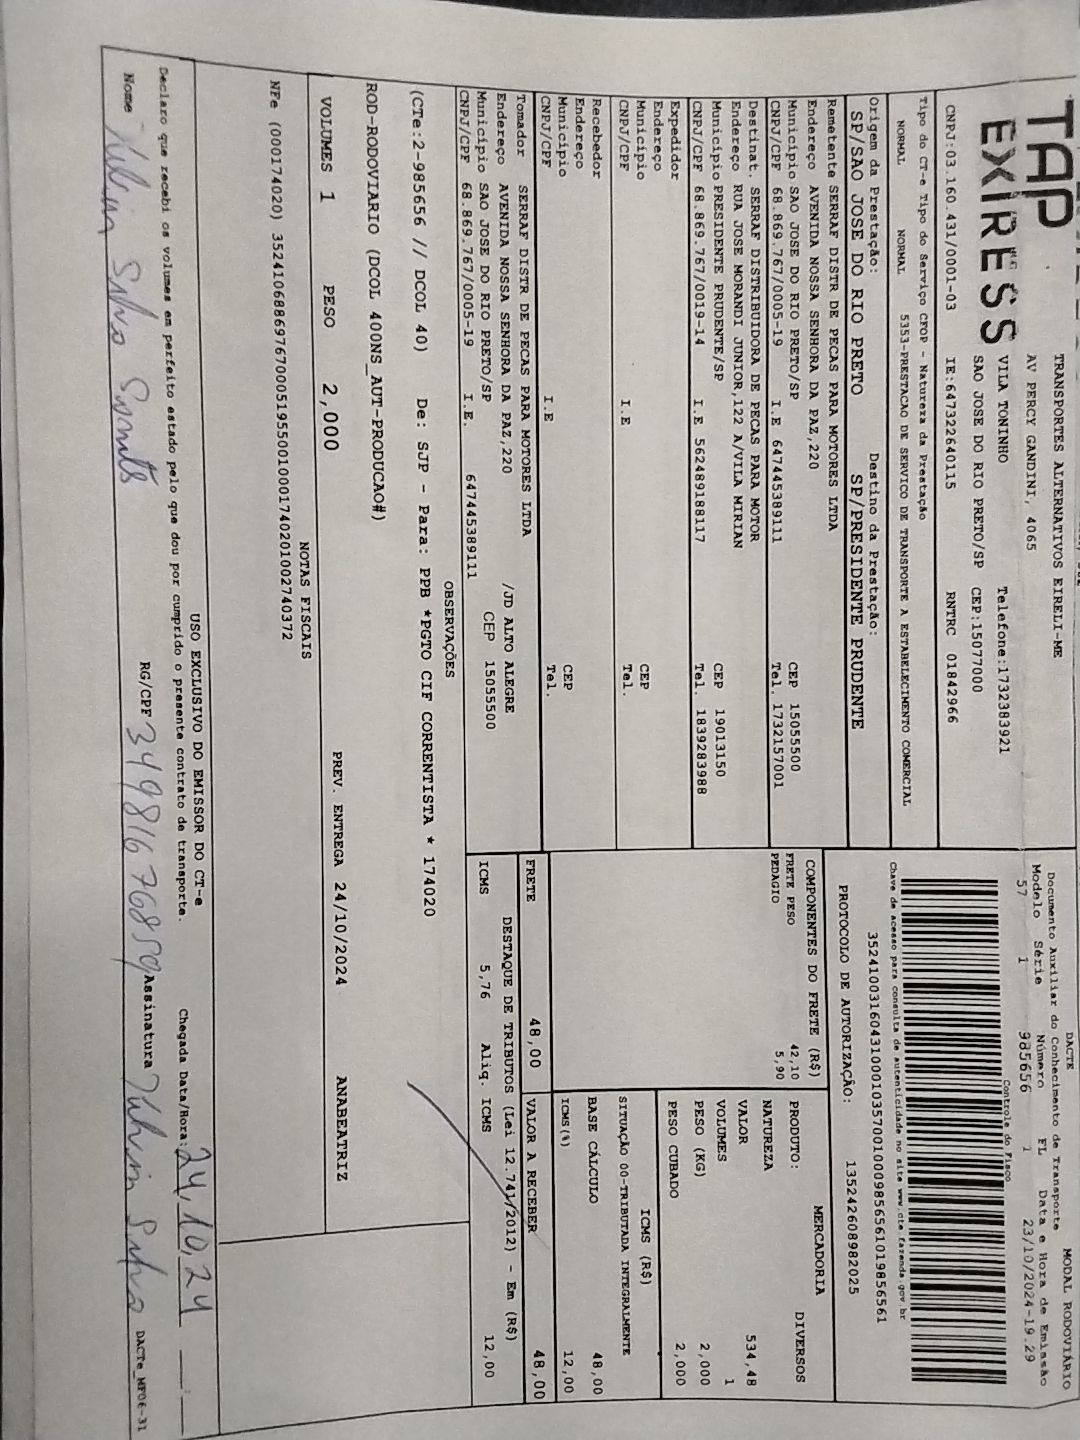 TAP
EXPRESS
TRANSPORTES ALTERNATIVOS EIRELI-ME
AV PERCY GANDINI, 4065
VILA TONINHO Telefone:1732383921
SAO JOSE DO RIO PRETO/SP CEP:15077000
CNPJ:03.160.431/0001-03 IE:647322640115 RNTRC 01842966
DACTE MODAL RODOVIÁRIO
Documento Auxiliar do Conhecimento de Transporte
Modelo Série Número FL Data e Hora de Emissão
57 1 985656 1 23/10/2024-19.29
Controle do Fisco
Chave de acesso para consulta de autenticidade no site www.cte.fazenda.gov.br
35241003160431000103570010009856561019856561
PROTOCOLO DE AUTORIZAÇÃO: 135242608982025
Tipo do CT-e Tipo do Serviço CFOP - Natureza da Prestação
NORMAL NORMAL 5353-PRESTACAO DE SERVICO DE TRANSPORTE A ESTABELECIMENTO COMERCIAL
Origem da Prestação: Destino da Prestação:
SP/SAO JOSE DO RIO PRETO SP/PRESIDENTE PRUDENTE
Remetente SERRAF DISTR DE PECAS PARA MOTORES LTDA
Endereço AVENIDA NOSSA SENHORA DA PAZ,220
Município SAO JOSE DO RIO PRETO/SP CEP 15055500
CNPJ/CPF 68.869.767/0005-19 I.E 647445389111 Tel. 1732157001
Destinat. SERRAF DISTRIBUIDORA DE PECAS PARA MOTOR
Endereço RUA JOSE MORANDI JUNIOR,122 A/VILA MIRIAN
Município PRESIDENTE PRUDENTE/SP CEP 19013150
CNPJ/CPF 68.869.767/0019-14 I.E 562489188117 Tel. 1839283988
Expedidor
Endereço
Município CEP
CNPJ/CPF I.E Tel.
Recebedor
Endereço
Município CEP
CNPJ/CPF I.E Tel.
Tomador SERRAF DISTR DE PECAS PARA MOTORES LTDA
Endereço AVENIDA NOSSA SENHORA DA PAZ,220 /JD ALTO ALEGRE
Município SAO JOSE DO RIO PRETO/SP CEP 15055500
CNPJ/CPF 68.869.767/0005-19 I.E. 647445389111
COMPONENTES DO FRETE (R$)
FRETE PESO 42,10
PEDAGIO 5,90
MERCADORIA
PRODUTO: DIVERSOS
NATUREZA
VALOR 534,48
VOLUMES 1
PESO (KG) 2,000
PESO CUBADO 2,000
ICMS (R$)
SITUAÇÃO 00-TRIBUTADA INTEGRALMENTE
BASE CÁLCULO 48,00
ICMS(%) 12,00
FRETE 48,00 VALOR A RECEBER 48,00
DESTAQUE DE TRIBUTOS (Lei 12.741/2012) - Em (R$)
ICMS 5,76 Aliq. ICMS 12,00
OBSERVAÇÕES
(CTe:2-985656 // DCOL 40) De: SJP - Para: PPB *PGTO CIF CORRENTISTA * 174020
ROD-RODOVIARIO (DCOL 400NS_AUT-PRODUCAO#)
VOLUMES 1 PESO 2,000 PREV. ENTREGA 24/10/2024 ANABEATRIZ
NOTAS FISCAIS
NFe (000174020) 35241068869767000519550010001740201002740372
USO EXCLUSIVO DO EMISSOR DO CT-e
Declaro que recebi os volumes em perfeito estado pelo que dou por cumprido o presente contrato de transporte. Chegada Data/Hora: 24,10,24 __:__
Nome Silva RG/CPF 34981676859 Assinatura Silva DACTe_MF06-31